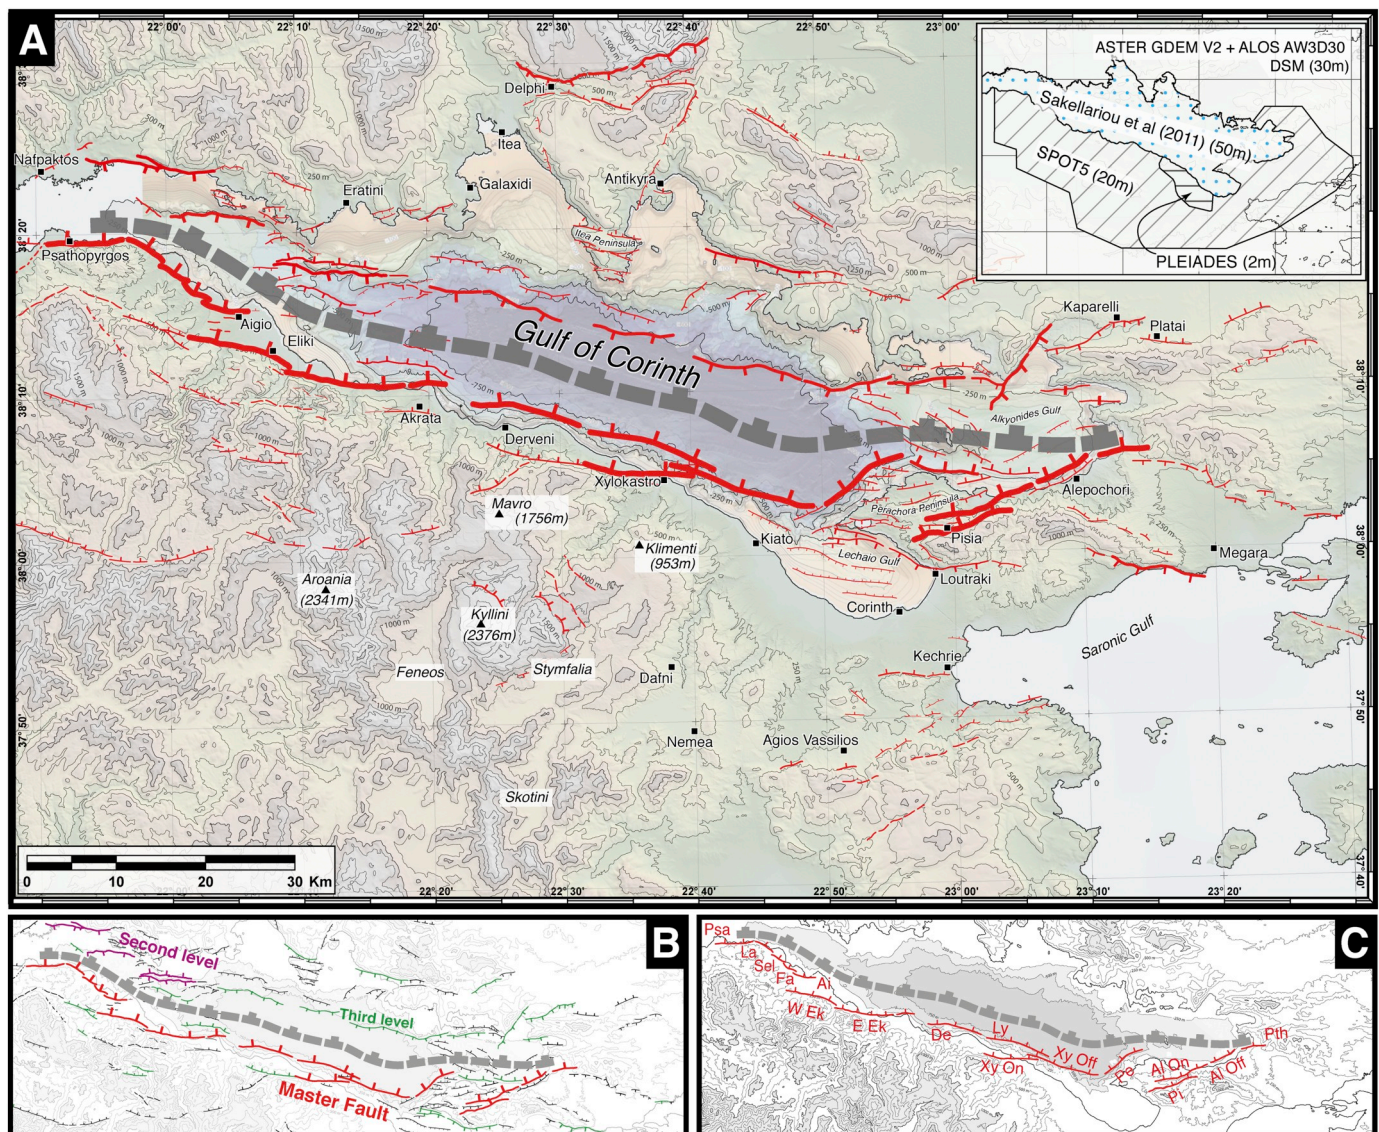 A
22° 00'
22° 10'
22° 20'
22° 30'
22° 40'
22° 50'
23° 00'
ASTER GDEM V2 + ALOS AW3D30
DSM (30m)
Sakellariou et al (2011) (50m)
SPOT5 (20m)
PLEIADES (2m)
Delphi
Itea
Nafpaktos
Eratini
Galaxidi
Antikyra
38° 20'
Itea Peninsula
Psathopyrgos
Aigio
Eliki
Gulf of Corinth
Kaparelli
Platai
38° 10'
38° 10'
Akrata
Derveni
Alkyonides Gulf
Xylokastro
Alepochori
Mavro
(1756m)
Perachora Peninsula
Pisia
Kiato
Klimenti
(953m)
Lechaio Gulf
Loutraki
Megara
38° 00'
38° 00'
Aroania
(2341m)
Kyllini
(2376m)
Corinth
Saronic Gulf
Feneos
Stymfalia
Dafni
Kechrie
37° 50'
37° 50'
Nemea
Agios Vassilios
Skotini
37° 40'
0 10 20 30 Km
22° 20'
22° 30'
22° 40'
22° 50'
23° 00'
23° 10'
23° 20'
B
Second level
Third level
Master Fault
C
Psa
La
Sel
Fa
Ai
W Ek
E Ek
De
Ly
Xy On
Xy Off
Pe
Al On
Pi
Al Off
Pth